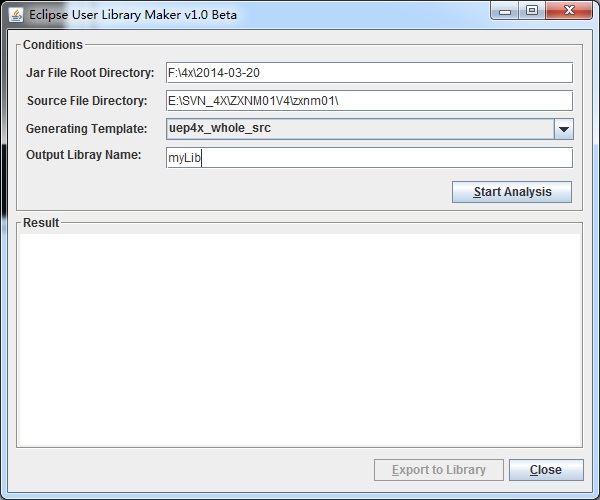 Eclipse User Library Maker v1.0 Beta
Conditions
Jar File Root Directory: F:\4x\2014-03-20
Source File Directory: E:\SVN_4X\ZXNM01V4\zxnm01\
Generating Template: uep4x_whole_src
Output Libray Name: myLib
Start Analysis
Result
Export to Library Close